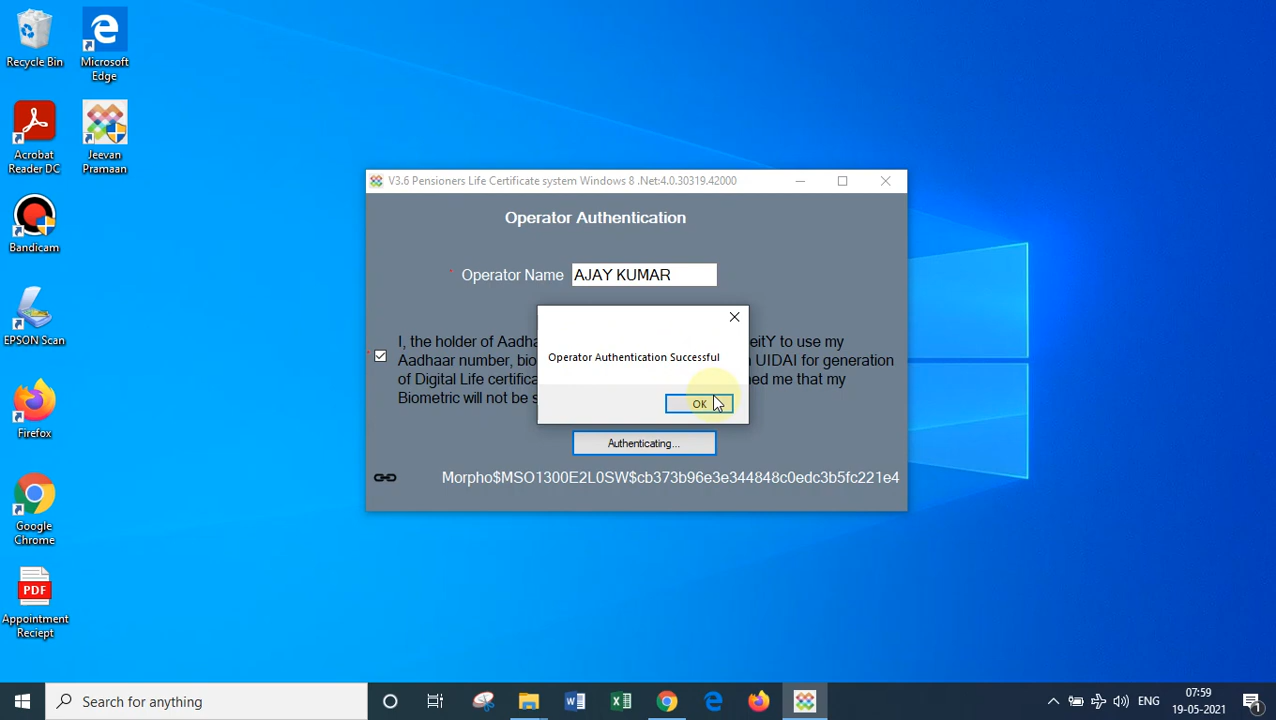 Recycle Bin
Microsoft
Edge
Acrobat
Reader DC
Jeevan
Pramaan
Bandicam
EPSON Scan
Firefox
Google
Chrome
PDF
Appointment
Reciept
V3.6 Pensioners Life Certificate system Windows 8 .Net:4.0.30319.42000
Operator Authentication
* Operator Name AJAY KUMAR
I, the holder of Aadha eitY to use my
Aadhaar number, bio UIDAI for generation
of Digital Life certifica ed me that my
Biometric will not be s
Operator Authentication Successful
OK
Authenticating...
Morpho$MSO1300E2L0SW$cb373b96e3e344848c0edc3b5fc221e4
Search for anything
ENG
07:59
19-05-2021
1